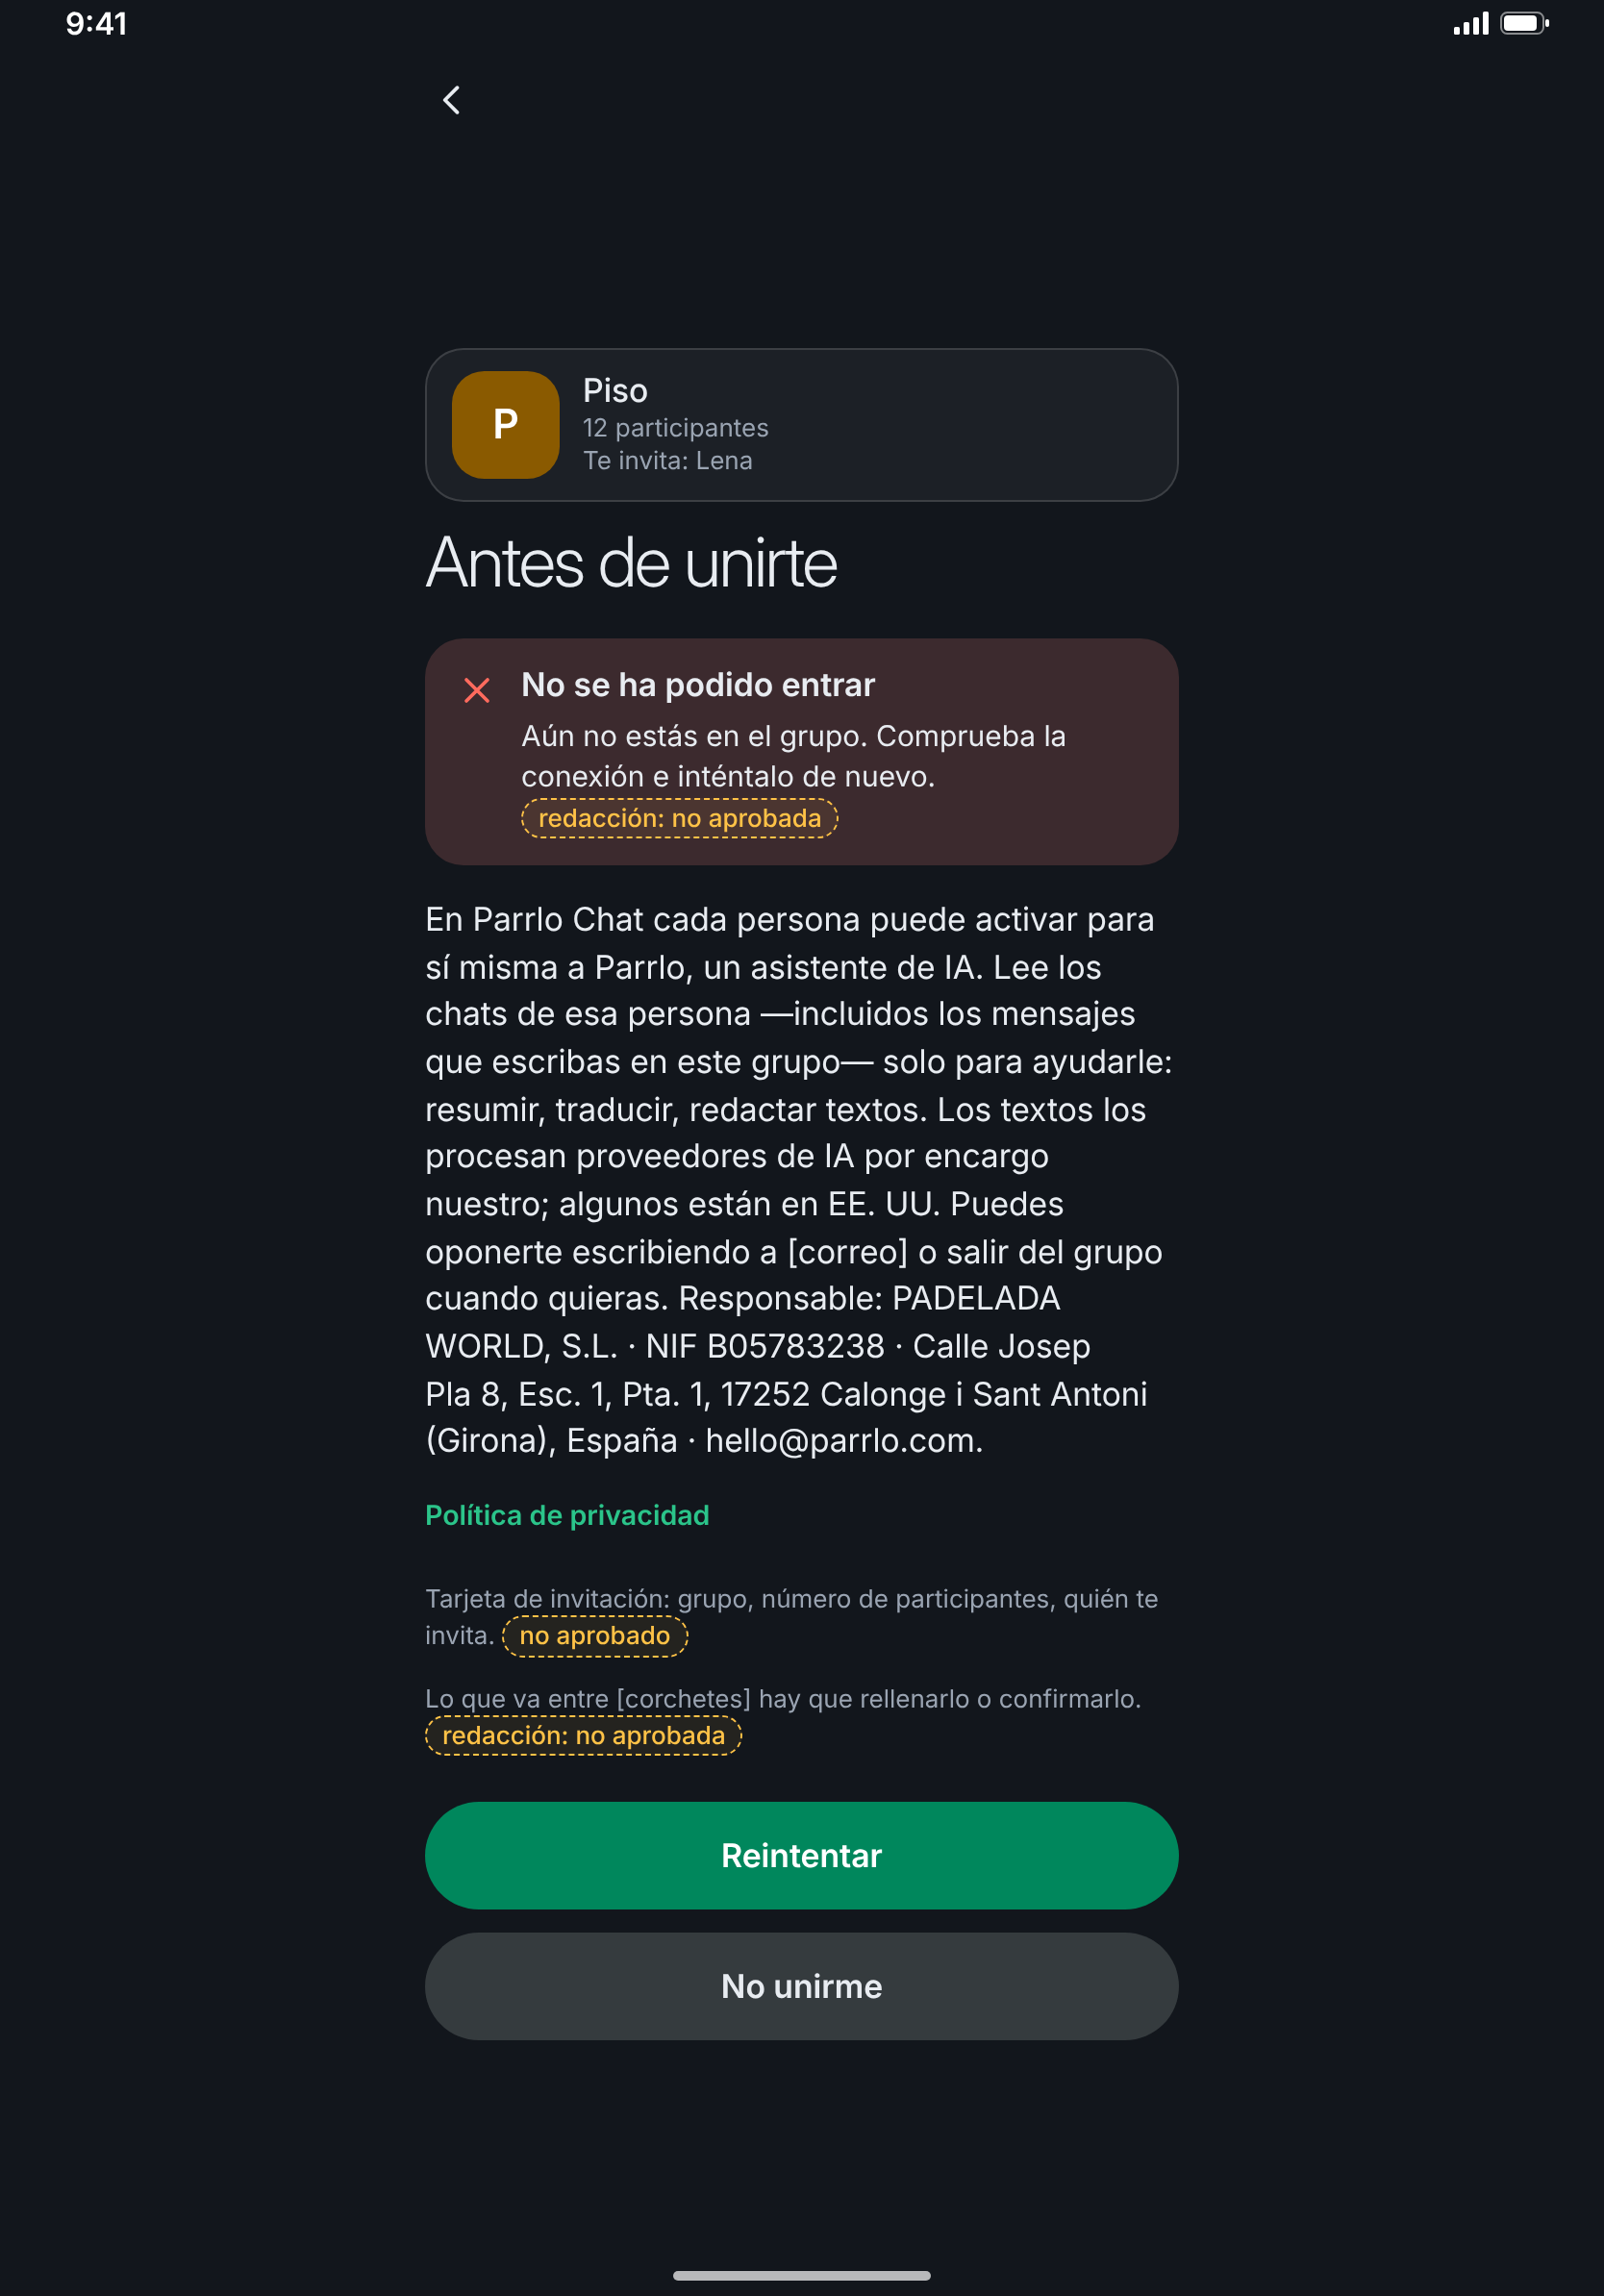 9:41
P
Piso
12 participantes
Te invita: Lena
Antes de unirte
No se ha podido entrar
Aún no estás en el grupo. Comprueba la
conexión e inténtalo de nuevo.
redacción: no aprobada
En Parrlo Chat cada persona puede activar para
sí misma a Parrlo, un asistente de IA. Lee los
chats de esa persona —incluidos los mensajes
que escribas en este grupo— solo para ayudarle:
resumir, traducir, redactar textos. Los textos los
procesan proveedores de IA por encargo
nuestro; algunos están en EE. UU. Puedes
oponerte escribiendo a [correo] o salir del grupo
cuando quieras. Responsable: PADELADA
WORLD, S.L. · NIF B05783238 · Calle Josep
Pla 8, Esc. 1, Pta. 1, 17252 Calonge i Sant Antoni
(Girona), España · hello@parrlo.com.
Política de privacidad
Tarjeta de invitación: grupo, número de participantes, quién te
invita. no aprobado
Lo que va entre [corchetes] hay que rellenarlo o confirmarlo.
redacción: no aprobada
Reintentar
No unirme